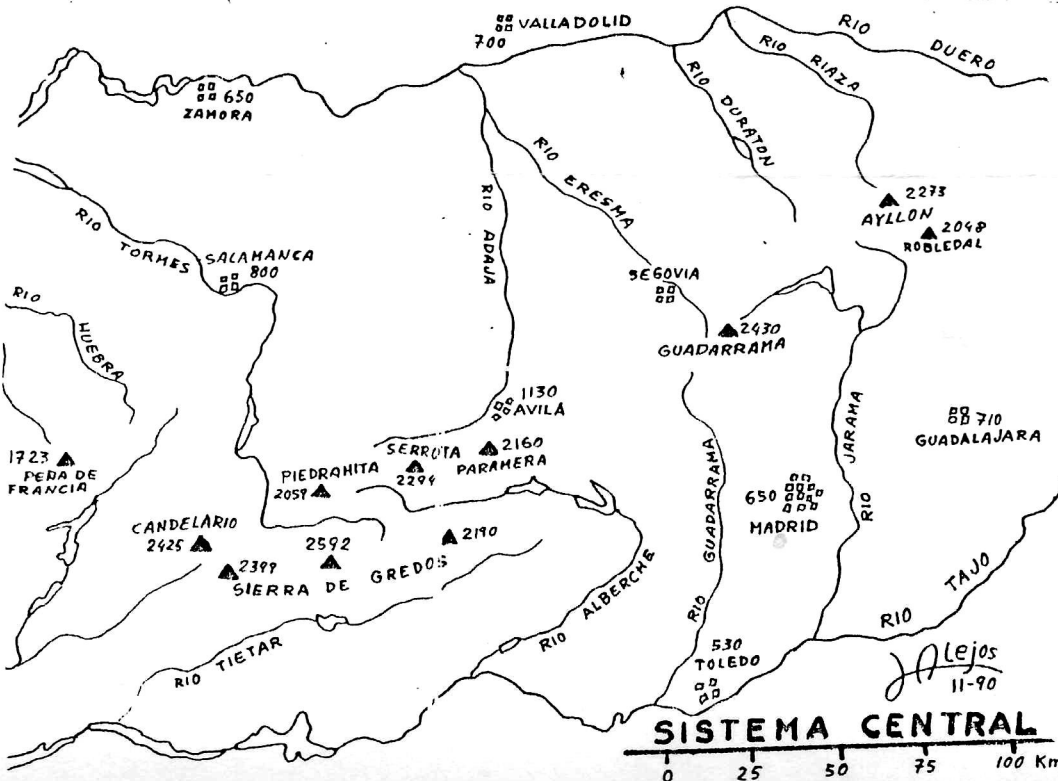 VALLADOLID
700
RIO DUERO
RIO RIAZA
650
ZAMORA
RIO DURATON
RIO ERESMA
RIO ADAJA
2273
AYLLON
2048
ROBLEDAL
RIO TORMES
SALAMANCA
800
SEGOVIA
RIO HUEBRA
2430
GUADARRAMA
1130
AVILA
710
GUADALAJARA
RIO JARAMA
1723
PEÑA DE
FRANCIA
PIEDRAHITA
2059
SERROTA
2294
2160
PARAMERA
RIO GUADARRAMA
650
MADRID
CANDELARIO
2425
2399
2592
2190
SIERRA DE GREDOS
RIO ALBERCHE
RIO TIETAR
RIO TAJO
530
TOLEDO
JALejos
11-90
SISTEMA CENTRAL
0 25 50 75 100 Km